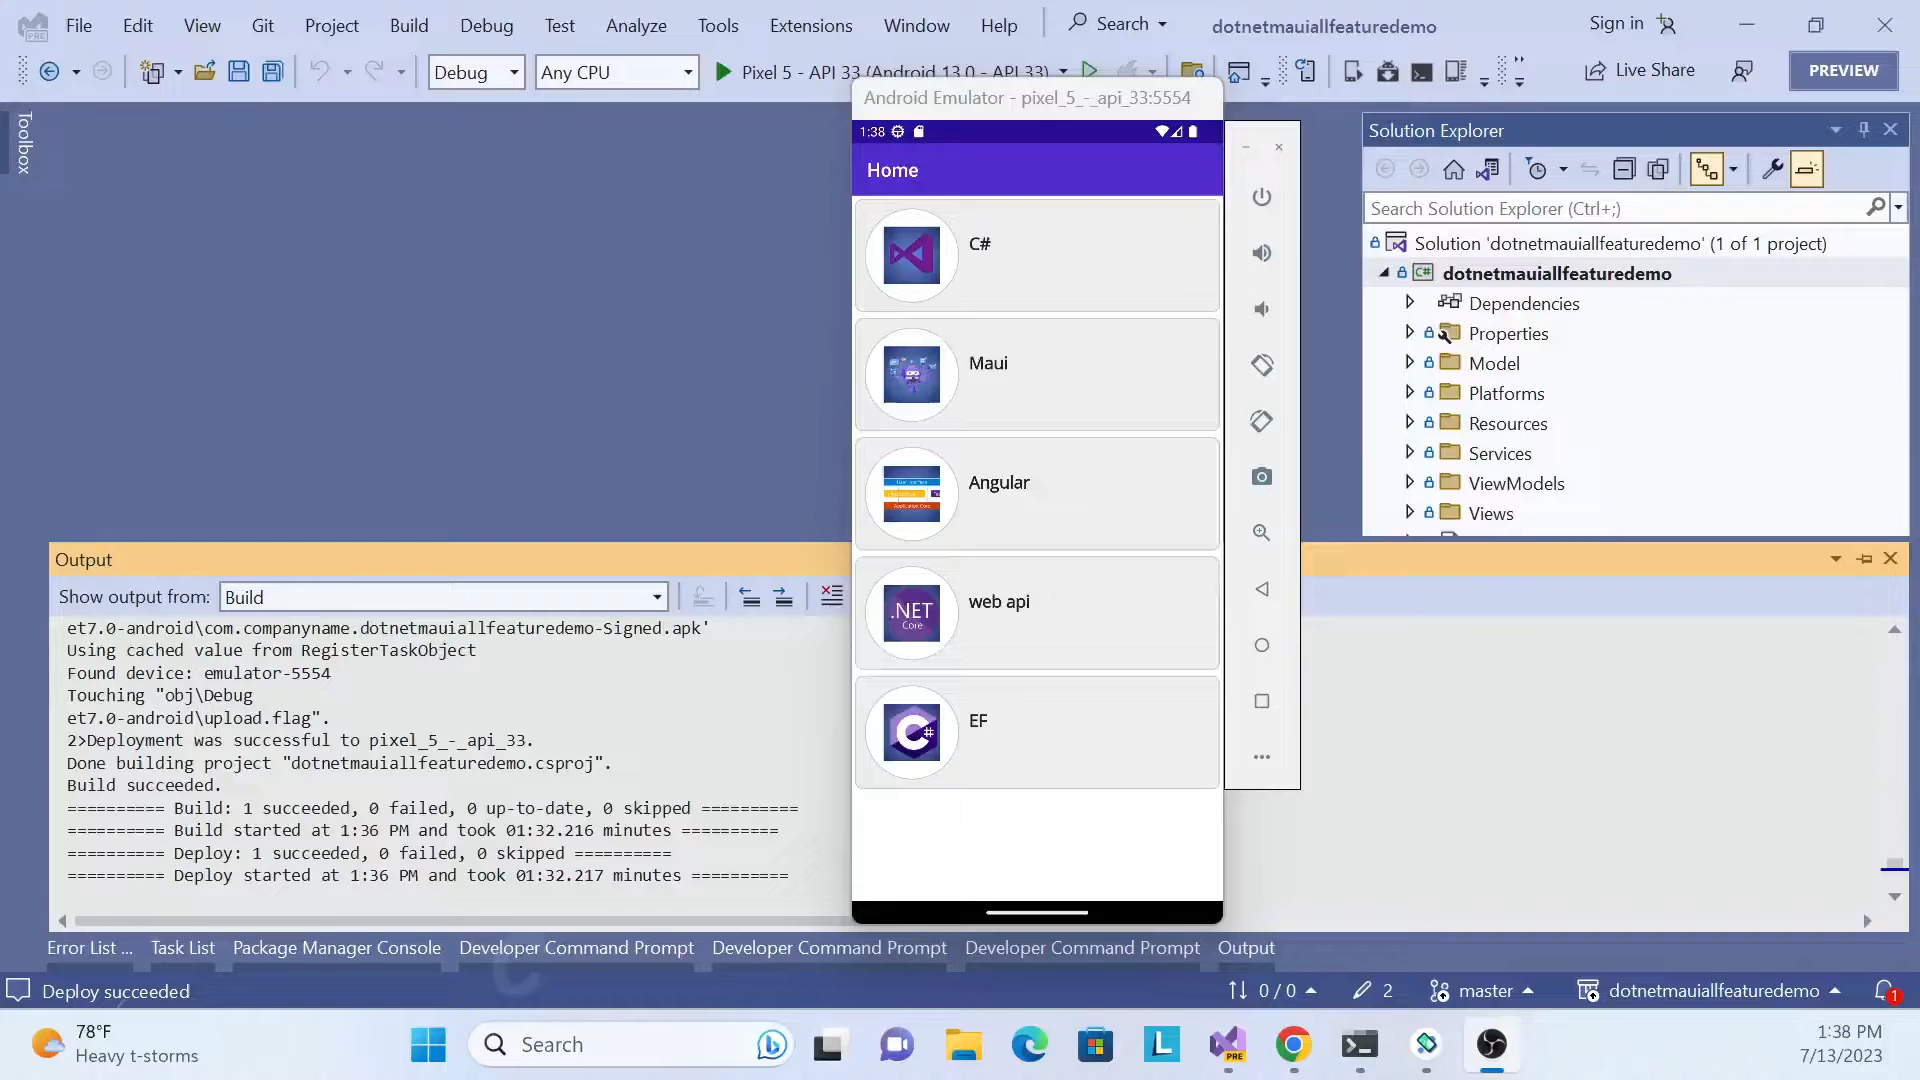 File Edit View Git Project Build Debug Test Analyze Tools Extensions Window Help Search dotnetmauiallfeaturedemo Sign in
PRE
Debug Any CPU Pixel 5 - API 33 (Android 13.0 - API 33) Live Share PREVIEW
Toolbox
Android Emulator - pixel_5_-_api_33:5554
1:38
Home
C#
Maui
Angular
User Interface
Application Core
web api
.NET
Core
EF
C#
Solution Explorer
Search Solution Explorer (Ctrl+;)
Solution 'dotnetmauiallfeaturedemo' (1 of 1 project)
C# dotnetmauiallfeaturedemo
Dependencies
Properties
Model
Platforms
Resources
Services
ViewModels
Views
Output
Show output from: Build
et7.0-android\com.companyname.dotnetmauiallfeaturedemo-Signed.apk'
Using cached value from RegisterTaskObject
Found device: emulator-5554
Touching "obj\Debug
et7.0-android\upload.flag".
2>Deployment was successful to pixel_5_-_api_33.
Done building project "dotnetmauiallfeaturedemo.csproj".
Build succeeded.
========== Build: 1 succeeded, 0 failed, 0 up-to-date, 0 skipped ==========
========== Build started at 1:36 PM and took 01:32.216 minutes ==========
========== Deploy: 1 succeeded, 0 failed, 0 skipped ==========
========== Deploy started at 1:36 PM and took 01:32.217 minutes ==========
Error List ... Task List Package Manager Console Developer Command Prompt Developer Command Prompt Developer Command Prompt Output
Deploy succeeded 0 / 0 2 master dotnetmauiallfeaturedemo 1
78°F
Heavy t-storms
Search
L
PRE
1:38 PM
7/13/2023